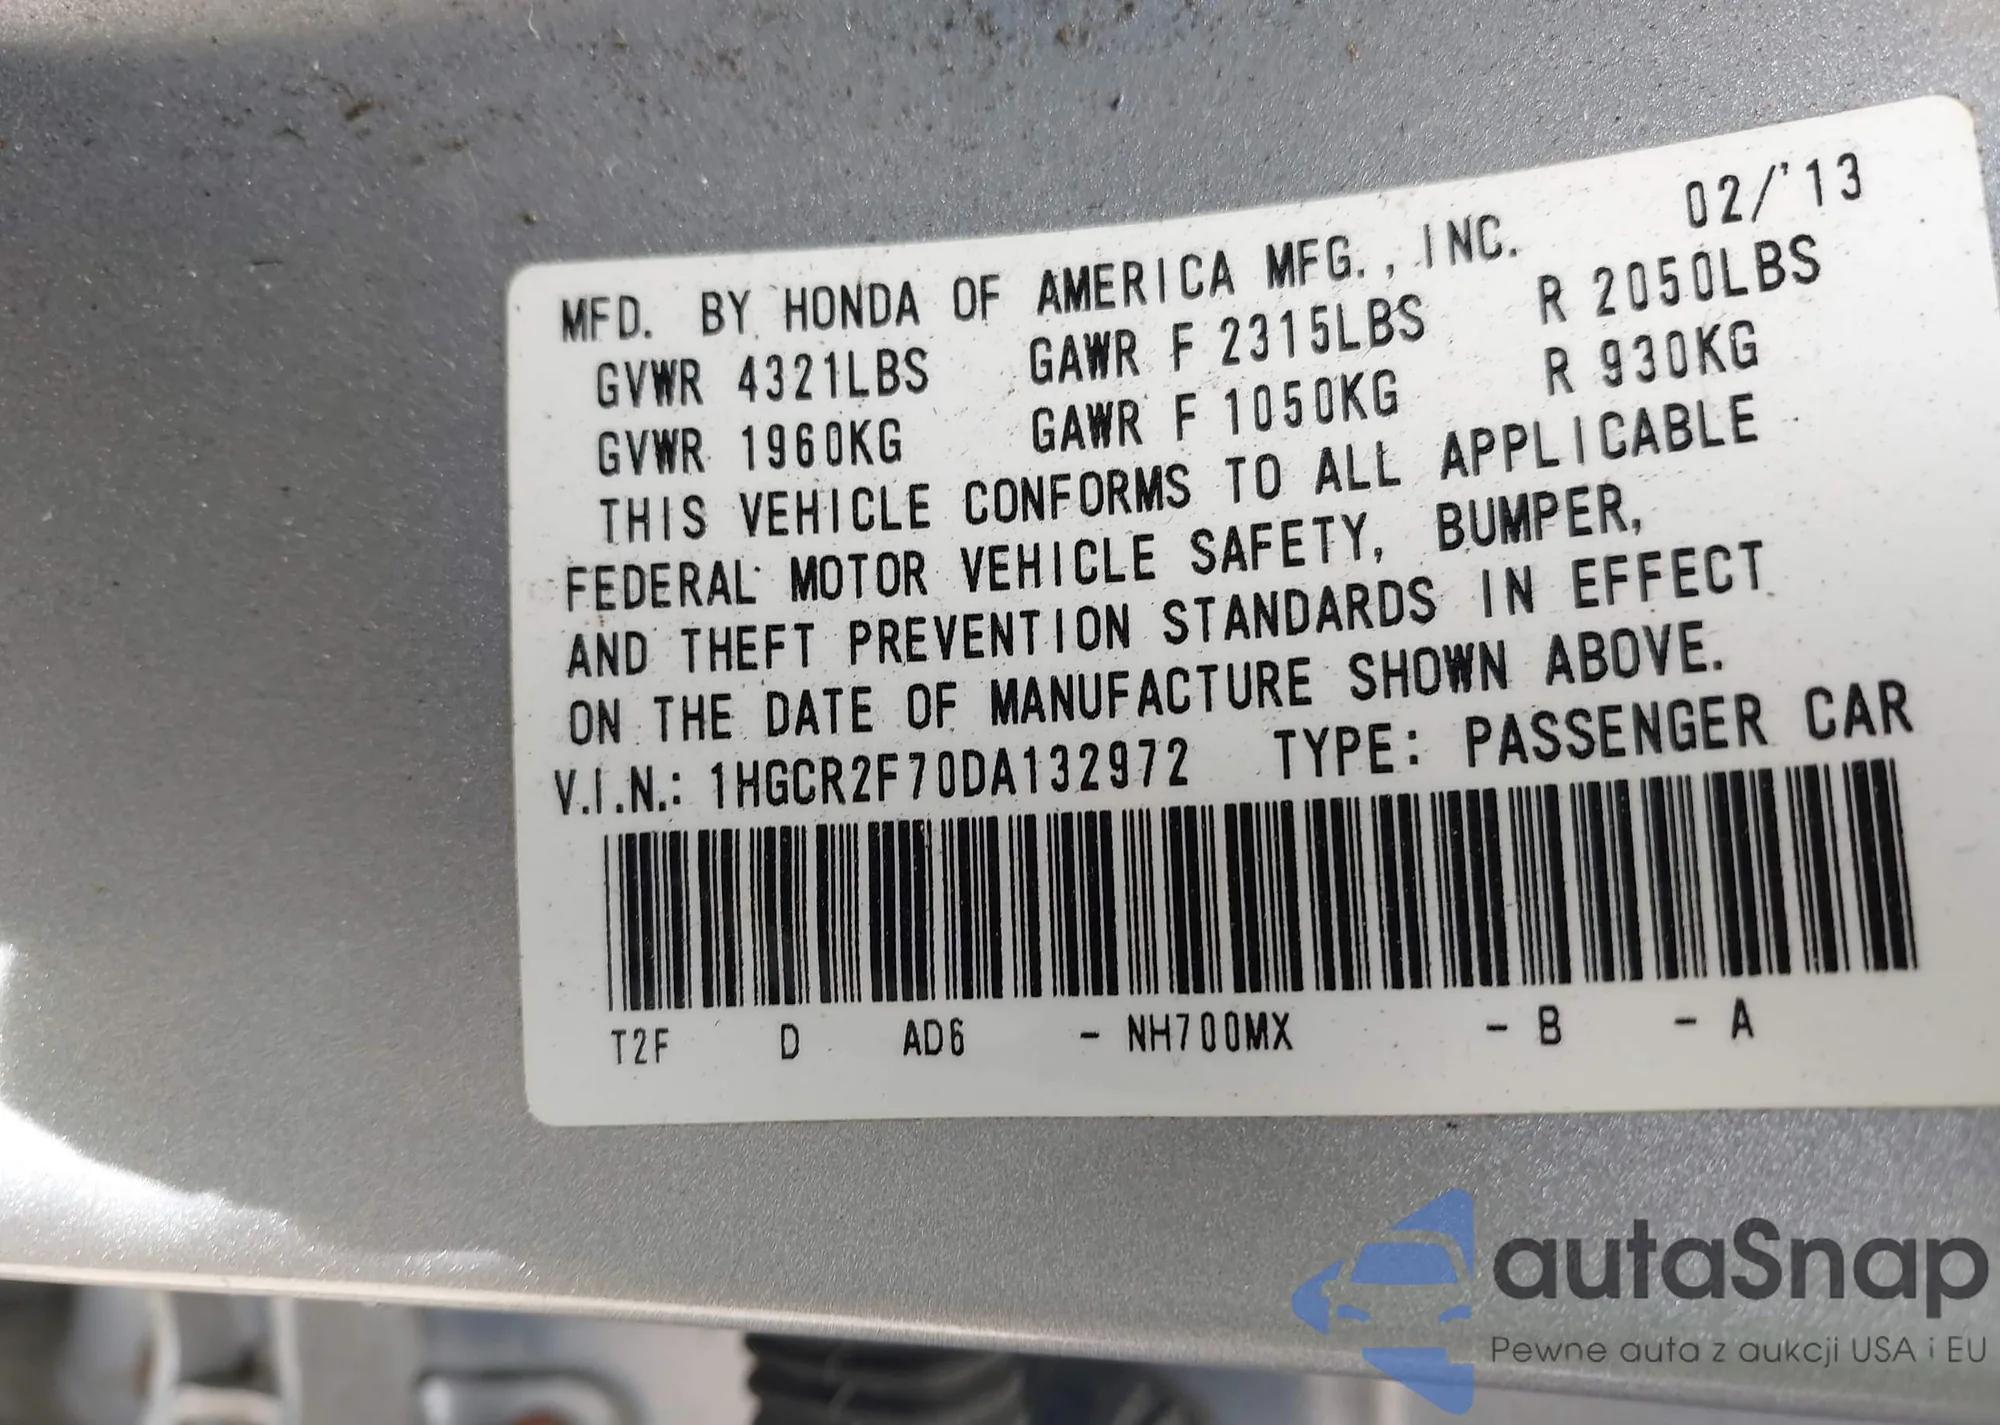 02/'13
MFD. BY HONDA OF AMERICA MFG., INC.
GVWR 4321LBS GAWR F 2315LBS R 2050LBS
GVWR 1960KG GAWR F 1050KG R 930KG
THIS VEHICLE CONFORMS TO ALL APPLICABLE
FEDERAL MOTOR VEHICLE SAFETY, BUMPER,
AND THEFT PREVENTION STANDARDS IN EFFECT
ON THE DATE OF MANUFACTURE SHOWN ABOVE.
V.I.N.: 1HGCR2F70DA132972 TYPE: PASSENGER CAR
T2F D AD6 - NH700MX - B - A
autaSnap
Pewne auta z aukcji USA i EU